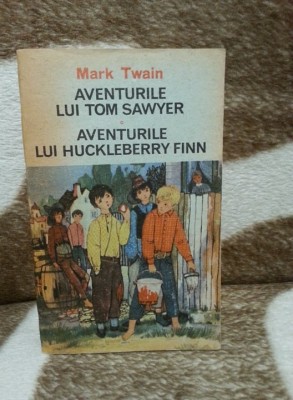 Mark Twain
AVENTURILE
LUI TOM SAWYER
AVENTURILE
LUI HUCKLEBERRY FINN